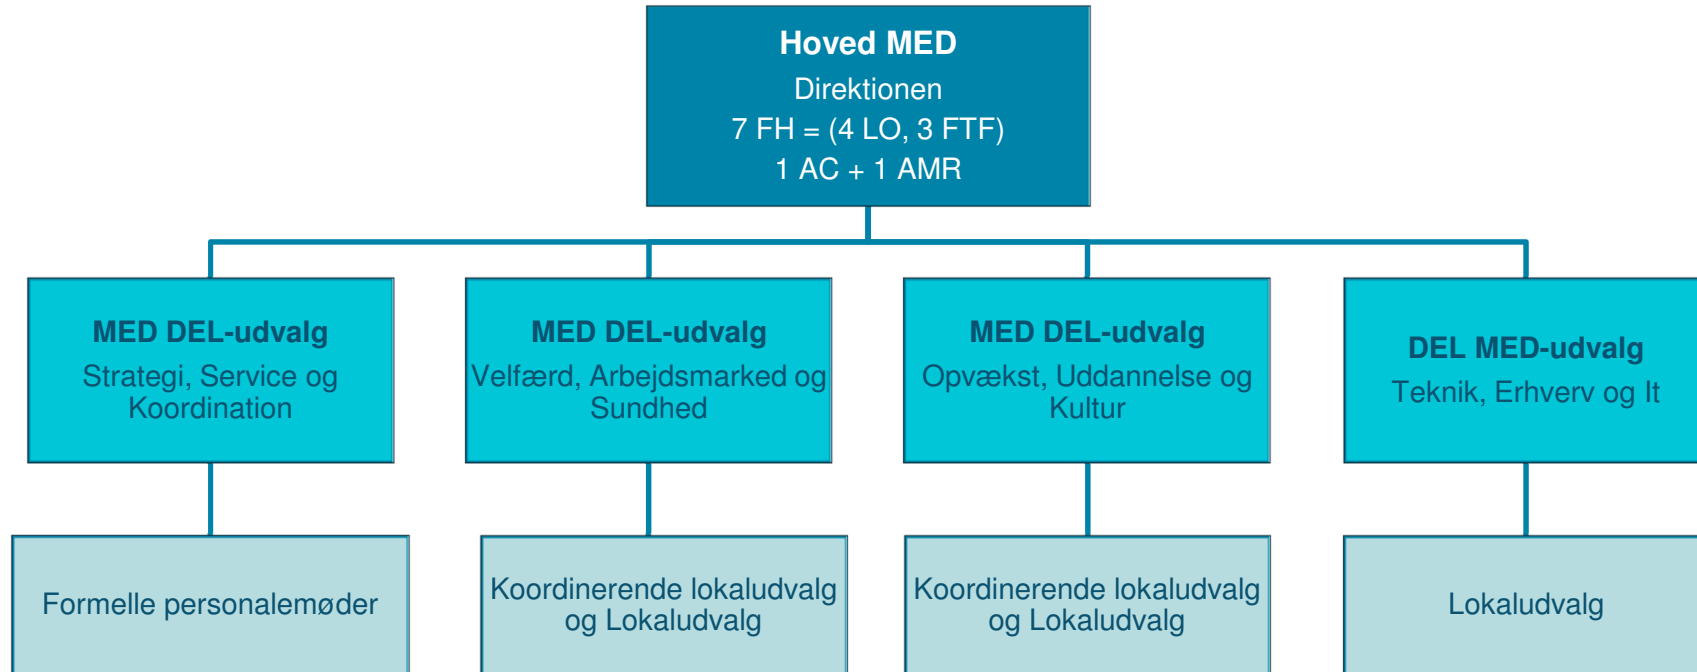 Hoved MED
Direktionen
7 FH = (4 LO, 3 FTF)
1 AC + 1 AMR
MED DEL-udvalg
Strategi, Service og
Koordination
MED DEL-udvalg
Velfærd, Arbejdsmarked og
Sundhed
MED DEL-udvalg
Opvækst, Uddannelse og
Kultur
DEL MED-udvalg
Teknik, Erhverv og It
Formelle personalemøder
Koordinerende lokaludvalg
og Lokaludvalg
Koordinerende lokaludvalg
og Lokaludvalg
Lokaludvalg